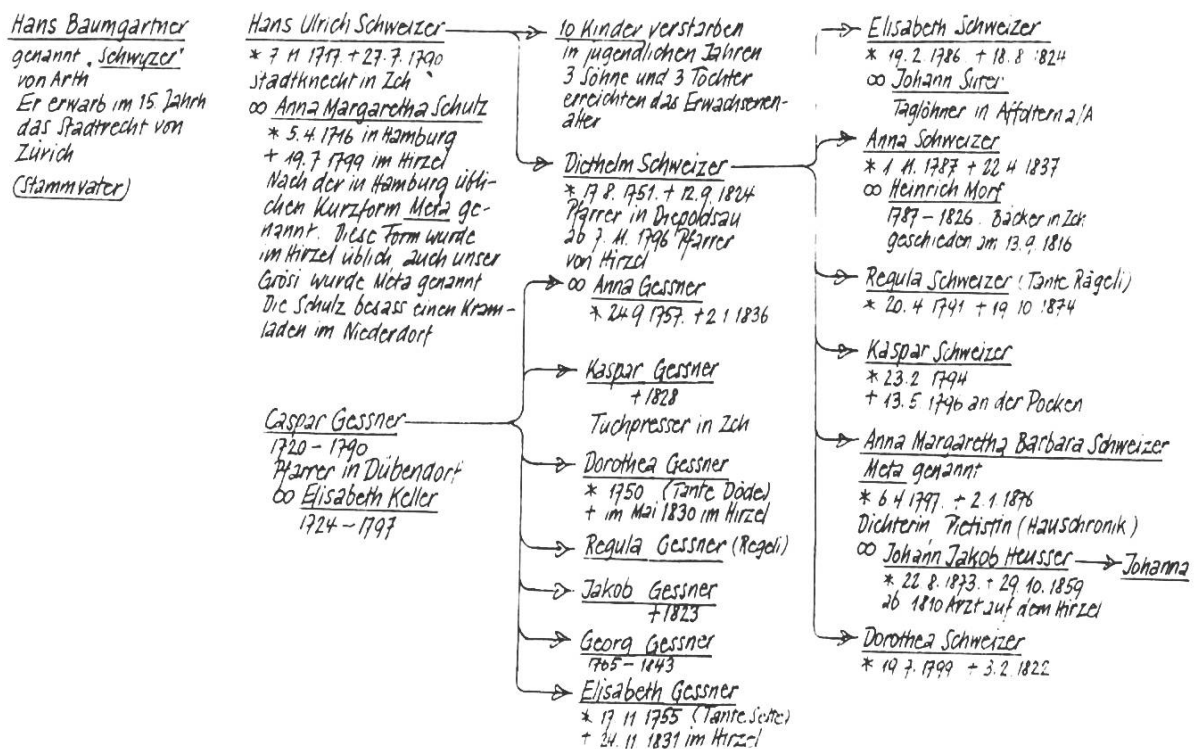 Hans Baumgartner
genannt „Schwyzer"
von Arth
Er erwarb im 15. Jahrh
das Stadtrecht von
Zürich
(Stammvater)
Hans Ulrich Schweizer
* 7 11 1717. + 27. 7. 1790
Stadtknecht in Zch
∞ Anna Margaretha Schulz
* 5. 4. 1716 in Hamburg
+ 19. 7 1799 im Hirzel
Nach der in Hamburg übli-
chen Kurzform Meta ge-
nannt. Diese Form wurde
im Hirzel üblich, auch unser
Grösi wurde Meta genannt
Die Schulz besass einen Kram-
laden im Niederdorf
Caspar Gessner
1720 – 1790
Pfarrer in Dübendorf
∞ Elisabeth Keller
1724 – 1797
10 Kinder verstarben
in jugendlichen Jahren
3 Söhne und 3 Töchter
erreichten das Erwachsenen-
alter
Diethelm Schweizer
* 17 8. 1751. + 12. 9. 1824
Pfarrer in Diepoldsau
ab 7. 11. 1796 Pfarrer
von Hirzel
∞ Anna Gessner
* 24 9 1757. + 2. 1 1836
Kaspar Gessner
+ 1828
Tuchpresser in Zch
Dorothea Gessner
* 1750 (Tante Döde)
+ im Mai 1830 im Hirzel
Regula Gessner (Regeli)
Jakob Gessner
+ 1823
Georg Gessner
1765 – 1843
Elisabeth Gessner
* 17 11 1755 (Tante Sette)
+ 24. 11 1831 im Hirzel
Elisabeth Schweizer
* 19. 2. 1786. + 18. 8 1824
∞ Johann Suter
Taglöhner in Affoltern a/A
Anna Schweizer
* 1 11. 1787 + 22 4 1837
∞ Heinrich Morf
1787 – 1826. Bäcker in Zch
geschieden am 13. 9. 1816
Regula Schweizer (Tante Rägeli)
* 20. 4 1791 + 19 10 1874
Kaspar Schweizer
* 23. 2 1794
+ 13. 5. 1796 an der Pocken
Anna Margaretha Barbara Schweizer
Meta genannt
* 6 4 1797. + 2. 1. 1876
Dichterin Pietistin (Hauschronik)
∞ Johann Jakob Heusser
* 22. 8. 1873. + 29. 10. 1859
ab 1810 Arzt auf dem Hirzel
Johanna
Dorothea Schweizer
* 19 7. 1799 + 3. 2. 1822